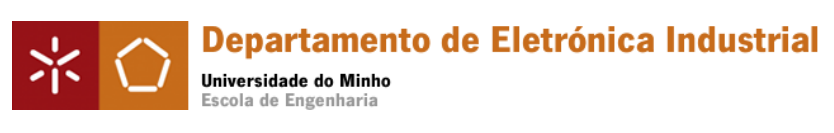 Departamento de Eletrónica Industrial
Universidade do Minho
Escola de Engenharia